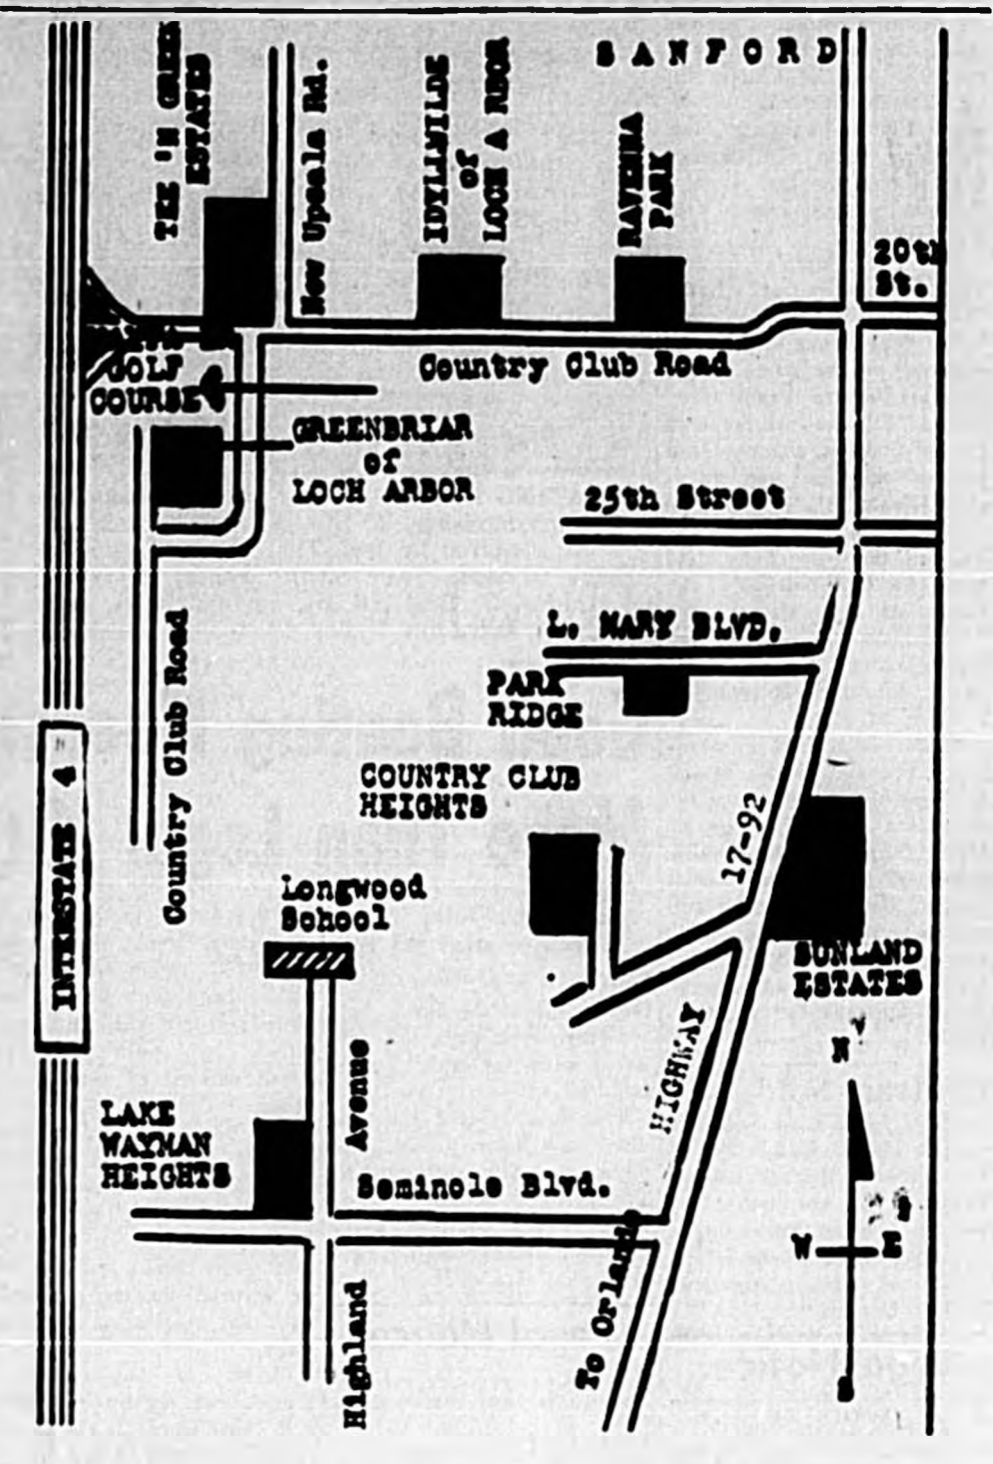 SANFORD
TEE 'N GREEN
ESTATES
New Upsala Rd.
IDYLLWILDE
of
LOCH ARBOR
RAVENNA
PARK
20th
St.
Country Club Road
GOLF
COURSE
GREENBRIAR
of
LOCH ARBOR
25th Street
L. MARY BLVD.
PARK
RIDGE
Country Club Road
INTERSTATE 4
COUNTRY CLUB
HEIGHTS
17-92
HIGHWAY
Longwood
School
SUNLAND
ESTATES
N
W
E
S
LAKE
WAYMAN
HEIGHTS
Avenue
Seminole Blvd.
Highland
To Orlando